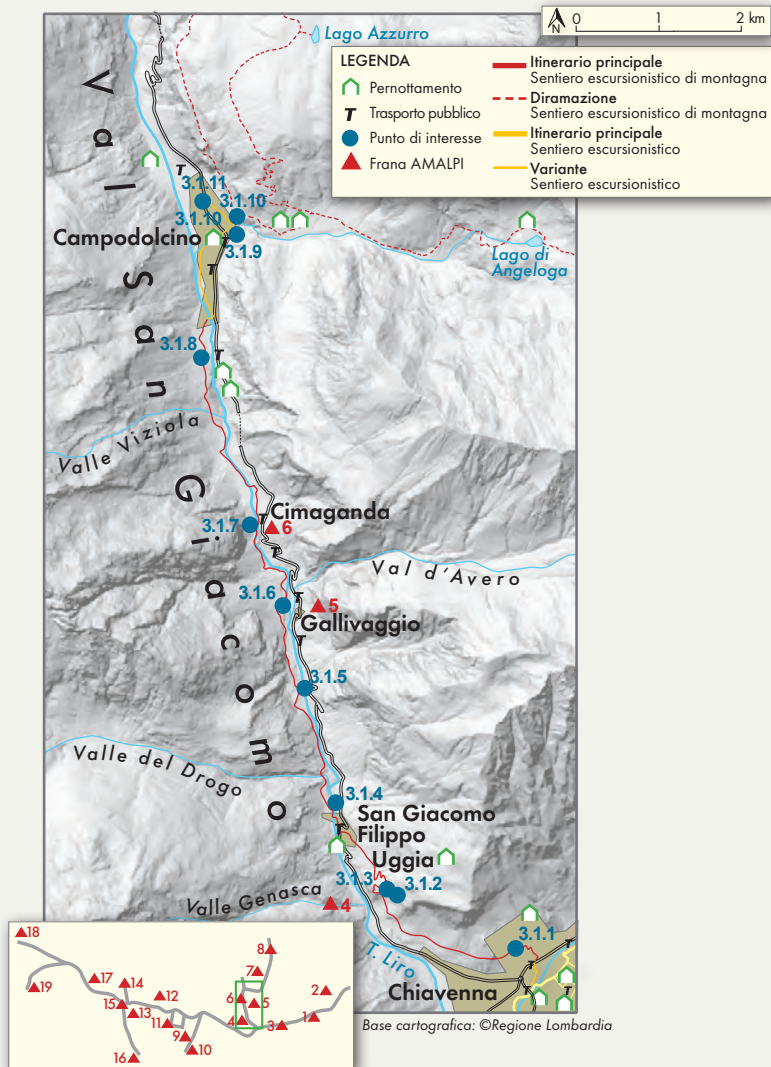 N
0 1 2 km
Lago Azzurro
LEGENDA
Pernottamento
T Trasporto pubblico
Punto di interesse
Frana AMALPI
Itinerario principale
Sentiero escursionistico di montagna
Diramazione
Sentiero escursionistico di montagna
Itinerario principale
Sentiero escursionistico
Variante
Sentiero escursionistico
Val San Giacomo
T
3.1.11
3.1.10
3.1.10
Campodolcino
T
3.1.9
Lago di
Angeloga
T
3.1.8
T
Valle Viziola
Cimaganda
3.1.7
T
6
T
Val d'Avero
3.1.6
T
5
Gallivaggio
T
3.1.5
Valle del Drogo
3.1.4
San Giacomo
Filippo
T
Uggia
3.1.3
3.1.2
Valle Genasca
4
3.1.1
T. Liro
T
T
Chiavenna
T
Base cartografica: ©Regione Lombardia
18
8
17
14
7
19
12
6
5
2
15
13
11
4
3
1
9
16
10